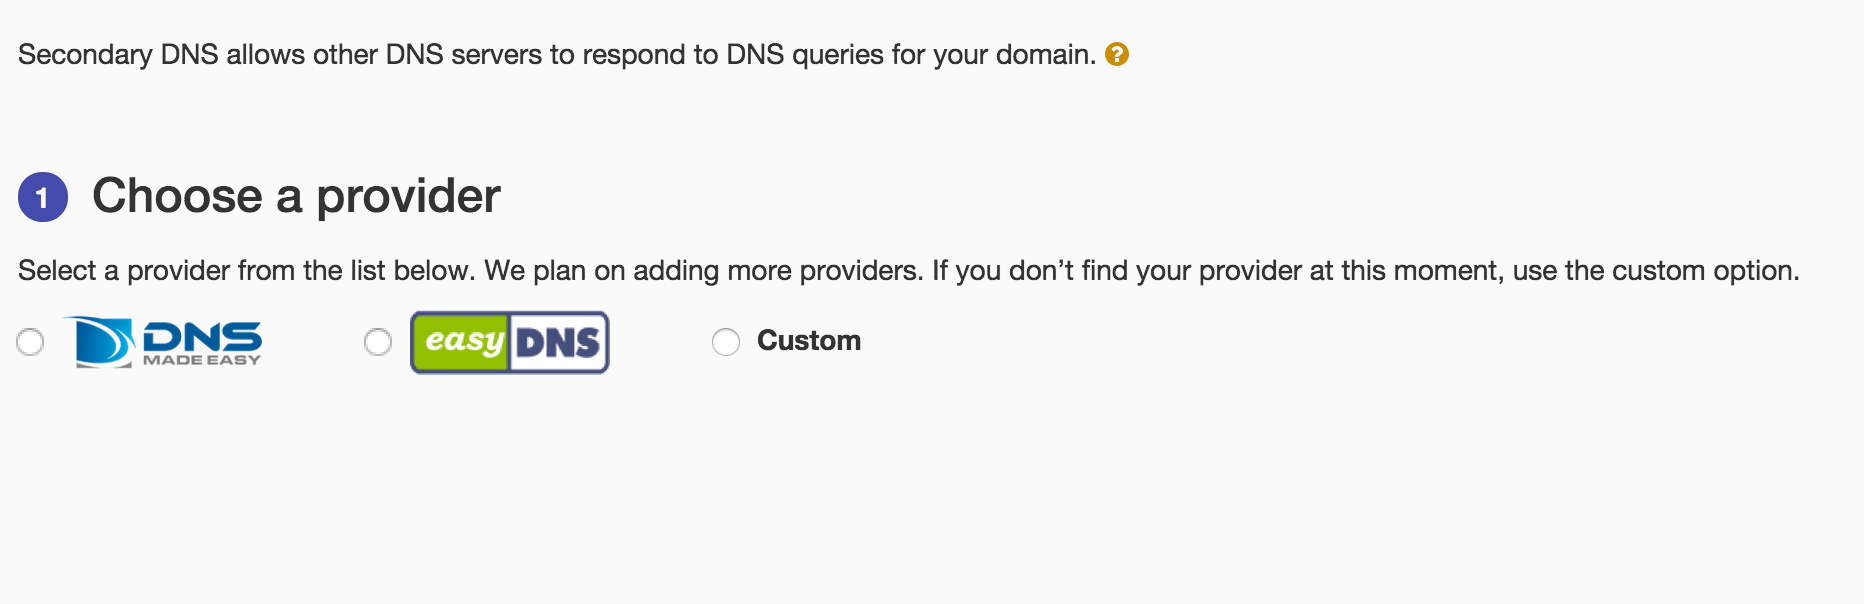 Secondary DNS allows other DNS servers to respond to DNS queries for your domain. ?
1 Choose a provider
Select a provider from the list below. We plan on adding more providers. If you don’t find your provider at this moment, use the custom option.
DNS MADE EASY
easyDNS
Custom